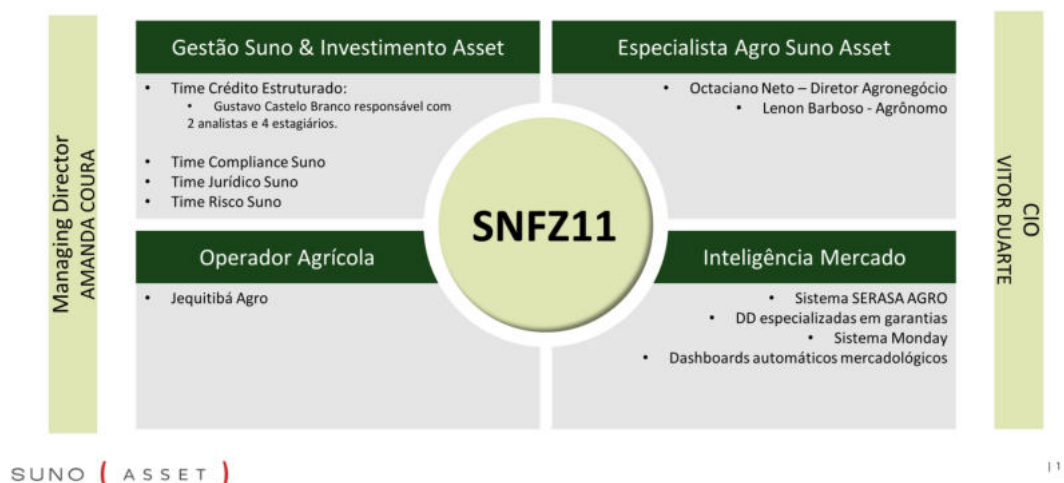 Managing Director
AMANDA COURA
Gestão Suno & Investimento Asset
• Time Crédito Estruturado:
• Gustavo Castelo Branco responsável com
2 analistas e 4 estagiários.
• Time Compliance Suno
• Time Jurídico Suno
• Time Risco Suno
Especialista Agro Suno Asset
• Octaciano Neto – Diretor Agronegócio
• Lenon Barboso - Agrônomo
SNFZ11
Operador Agrícola
• Jequitibá Agro
Inteligência Mercado
• Sistema SERASA AGRO
• DD especializadas em garantias
• Sistema Monday
• Dashboards automáticos mercadológicos
CIO
VITOR DUARTE
SUNO ( ASSET )
| 1